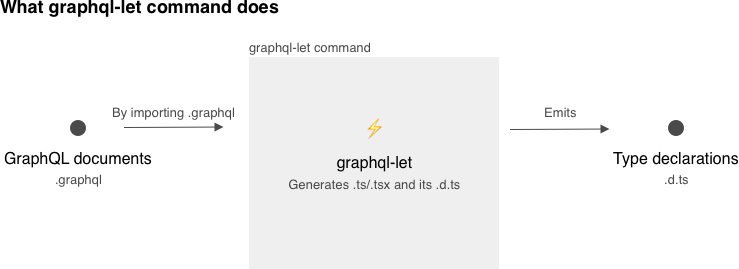 What graphql-let command does
graphql-let command
By importing .graphql
Emits
GraphQL documents
.graphql
graphql-let
Generates .ts/.tsx and its .d.ts
Type declarations
.d.ts